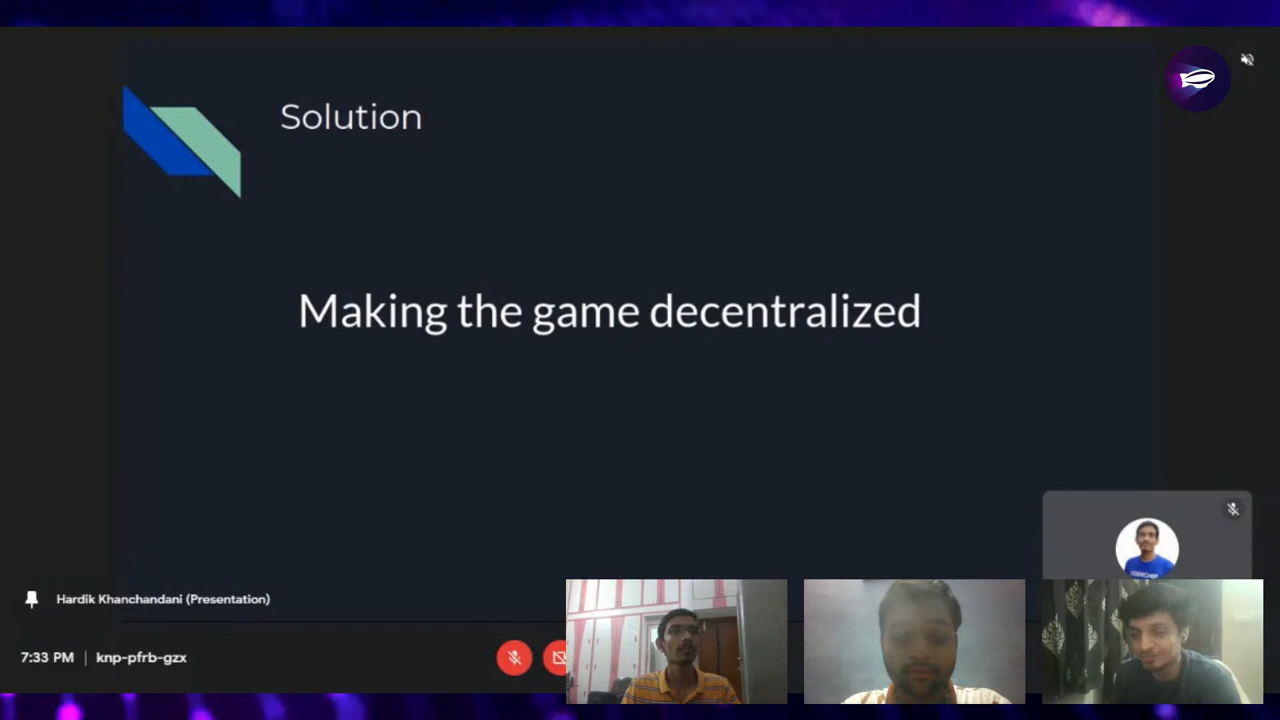 Solution
Making the game decentralized
Hardik Khanchandani (Presentation)
7:33 PM | knp-pfrb-gzx